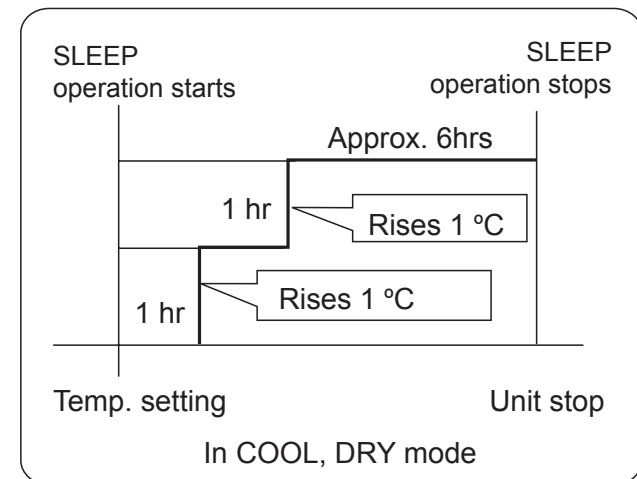 SLEEP
operation starts
SLEEP
operation stops
Approx. 6hrs
1 hr
Rises 1 ºC
1 hr
Rises 1 ºC
Temp. setting
Unit stop
In COOL, DRY mode